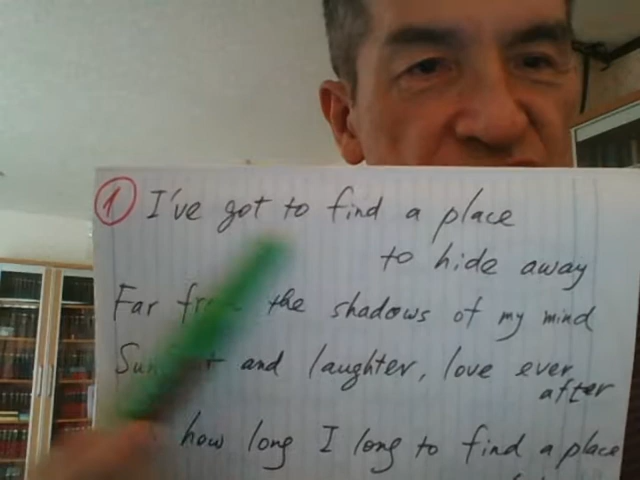 1 I've got to find a place
to hide away
Far the shadows of my mind
and laughter, love ever
after
how long I long to find a place